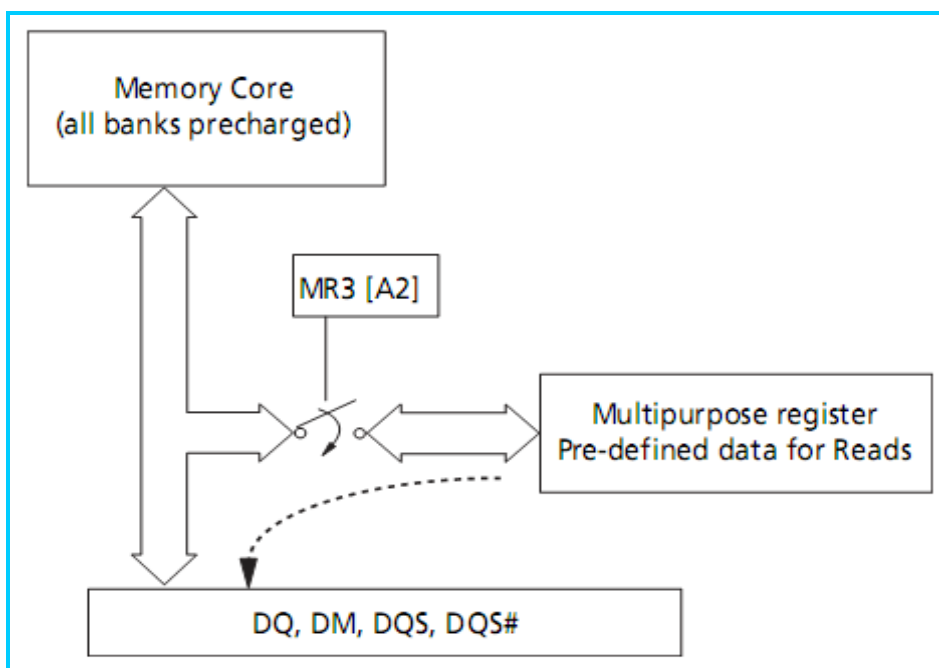 Memory Core
(all banks precharged)
MR3 [A2]
Multipurpose register
Pre-defined data for Reads
DQ, DM, DQS, DQS#